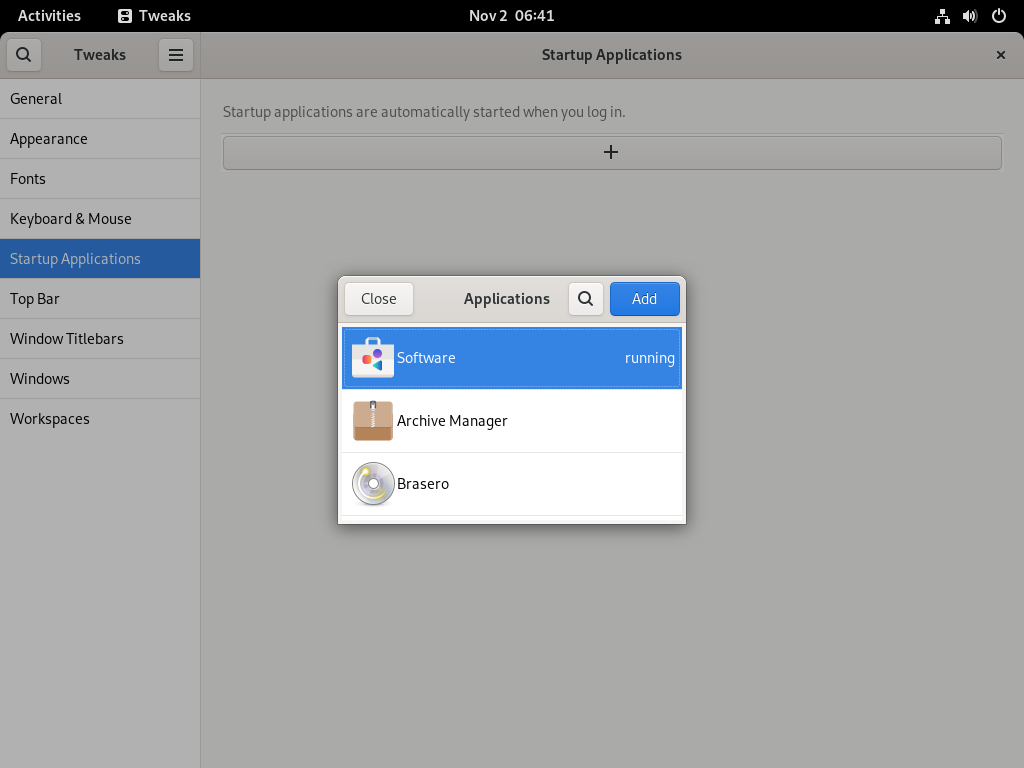 Activities
Tweaks
Nov 2 06:41
Tweaks
Startup Applications
General
Appearance
Fonts
Keyboard & Mouse
Startup Applications
Top Bar
Window Titlebars
Windows
Workspaces
Startup applications are automatically started when you log in.
Close
Applications
Add
Software
running
Archive Manager
Brasero